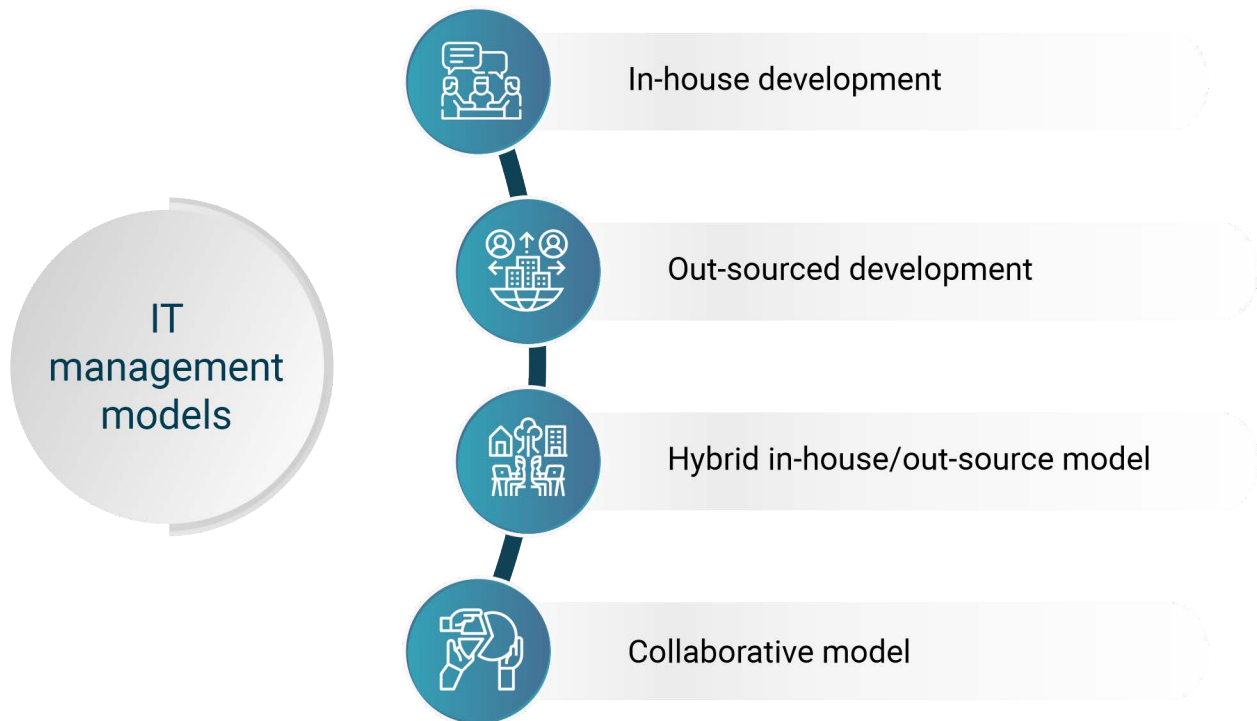 IT
management
models
In-house development
Out-sourced development
Hybrid in-house/out-source model
Collaborative model